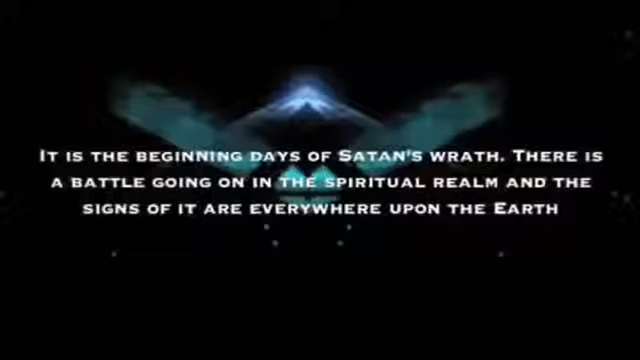 It is the beginning days of Satan's wrath. There is
a battle going on in the spiritual realm and the
signs of it are everywhere upon the Earth